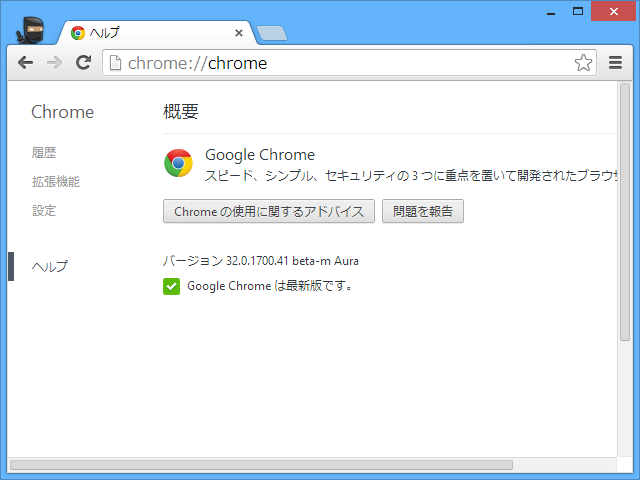 ヘルプ
chrome://chrome
Chrome
概要
履歴
拡張機能
設定
ヘルプ
Google Chrome
スピード、シンプル、セキュリティの 3 つに重点を置いて開発されたブラウザ
Chrome の使用に関するアドバイス
問題を報告
バージョン 32.0.1700.41 beta-m Aura
Google Chrome は最新版です。